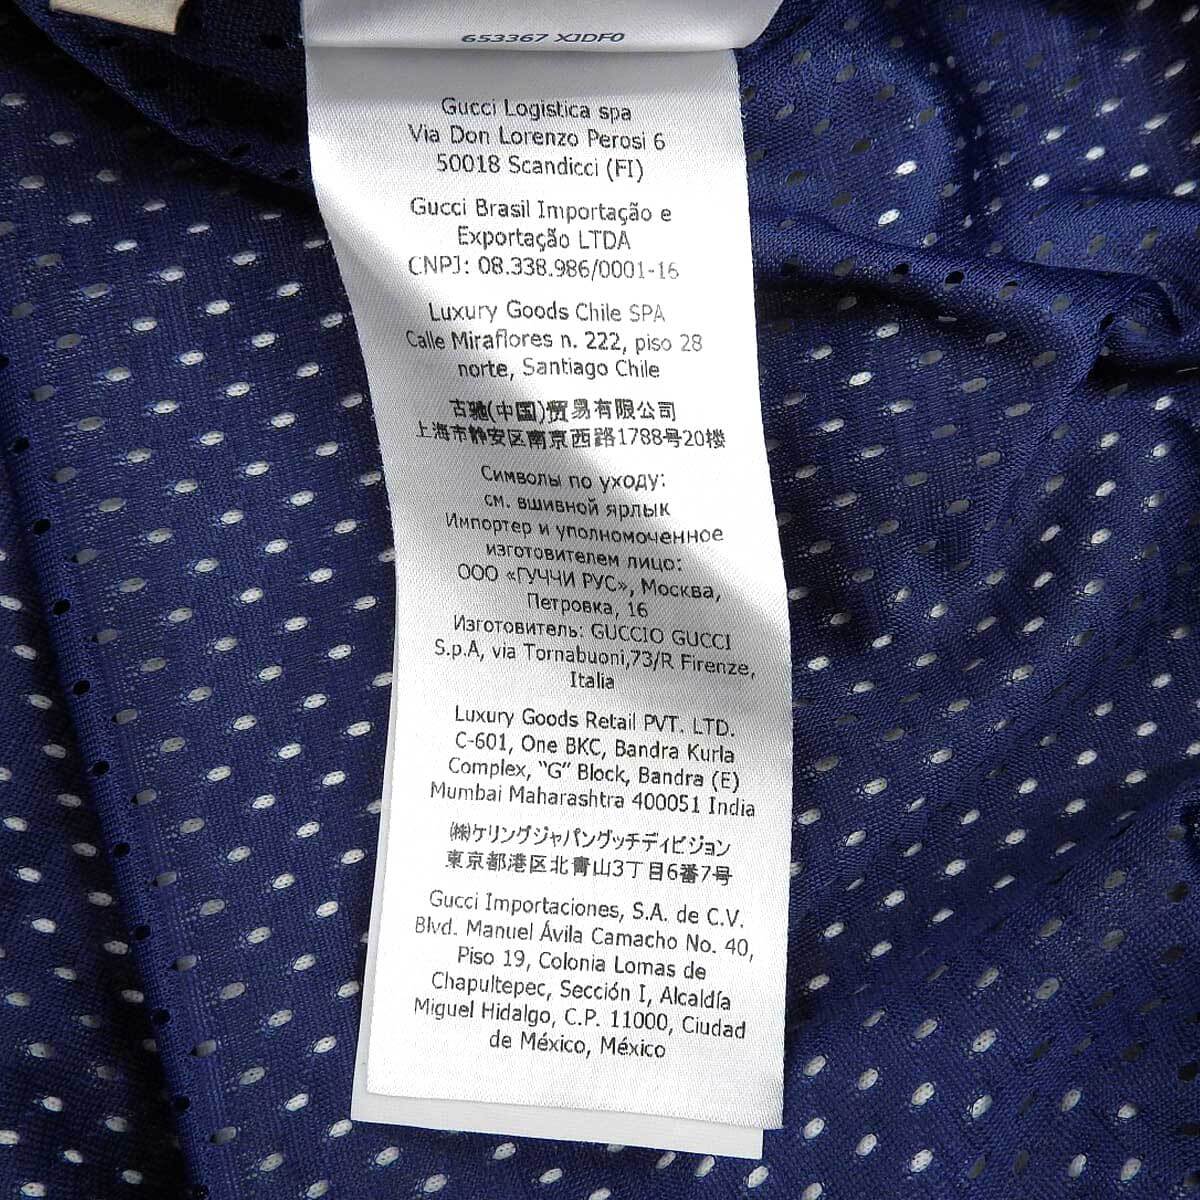 653367 XJDF0
Gucci Logistica spa
Via Don Lorenzo Perosi 6
50018 Scandicci (FI)
Gucci Brasil Importação e
Exportação LTDA
CNPJ: 08.338.986/0001-16
Luxury Goods Chile SPA
Calle Miraflores n. 222, piso 28
norte, Santiago Chile
古驰(中国)贸易有限公司
上海市静安区南京西路1788号20楼
Символы по уходу:
см. вшивной ярлык
Импортер и уполномоченное
изготовителем лицо:
ООО «ГУЧЧИ РУС», Москва,
Петровка, 16
Изготовитель: GUCCIO GUCCI
S.p.A, via Tornabuoni,73/R Firenze,
Italia
Luxury Goods Retail PVT. LTD.
C-601, One BKC, Bandra Kurla
Complex, "G" Block, Bandra (E)
Mumbai Maharashtra 400051 India
㈱ケリングジャパングッチディビジョン
東京都港区北青山3丁目6番7号
Gucci Importaciones, S.A. de C.V.
Blvd. Manuel Ávila Camacho No. 40,
Piso 19, Colonia Lomas de
Chapultepec, Sección I, Alcaldía
Miguel Hidalgo, C.P. 11000, Ciudad
de México, México